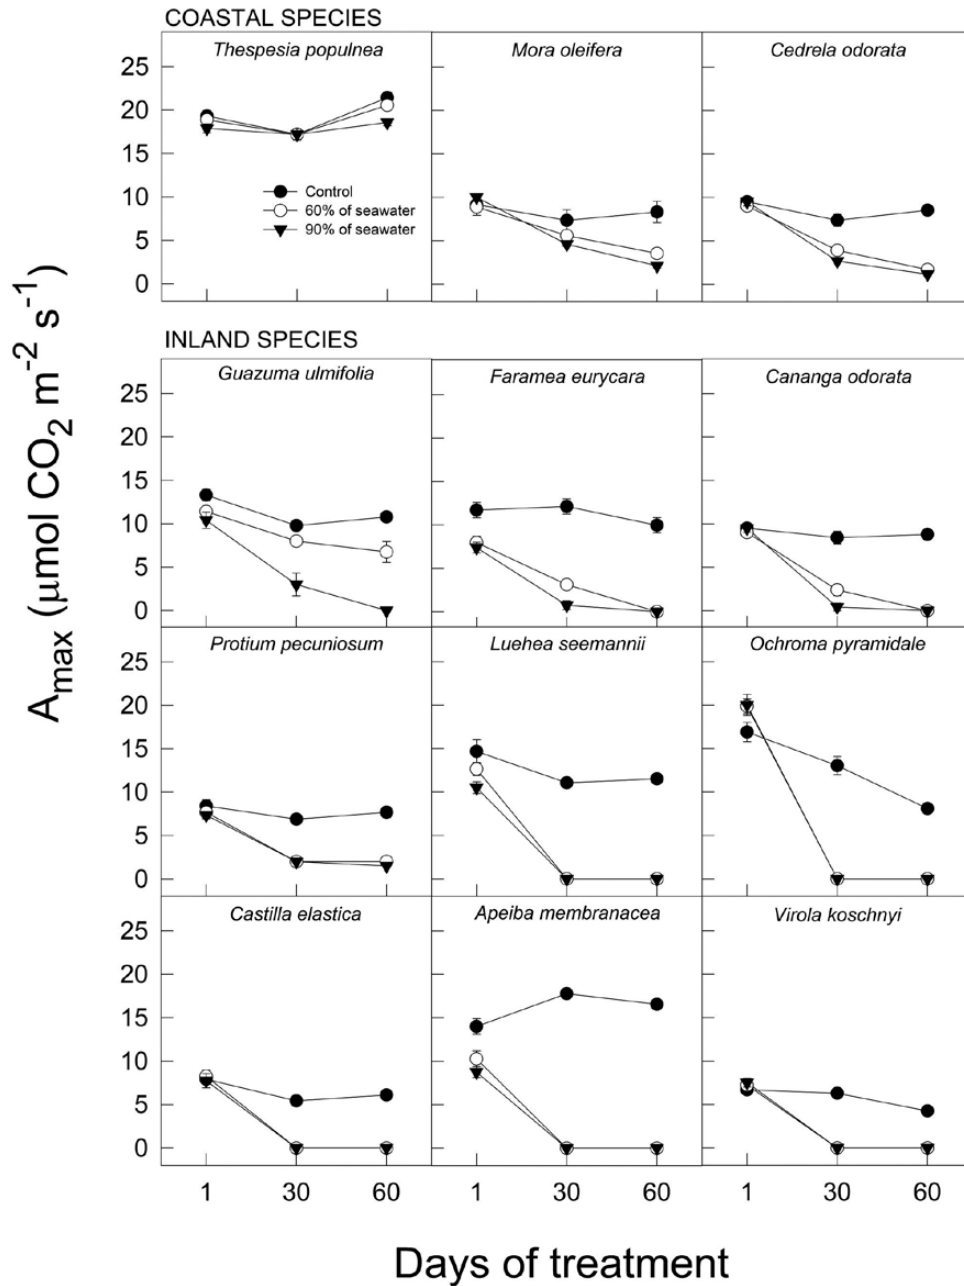 COASTAL SPECIES
Thespesia populnea
Mora oleifera
Cedrela odorata
25
20
15
10
5
0
Control
60% of seawater
90% of seawater
INLAND SPECIES
Guazuma ulmifolia
Faramea eurycara
Cananga odorata
25
20
15
10
5
0
Protium pecuniosum
Luehea seemannii
Ochroma pyramidale
25
20
15
10
5
0
Castilla elastica
Apeiba membranacea
Virola koschnyi
25
20
15
10
5
0
1 30 60 1 30 60 1 30 60
Days of treatment
A_max (μmol CO₂ m⁻² s⁻¹)